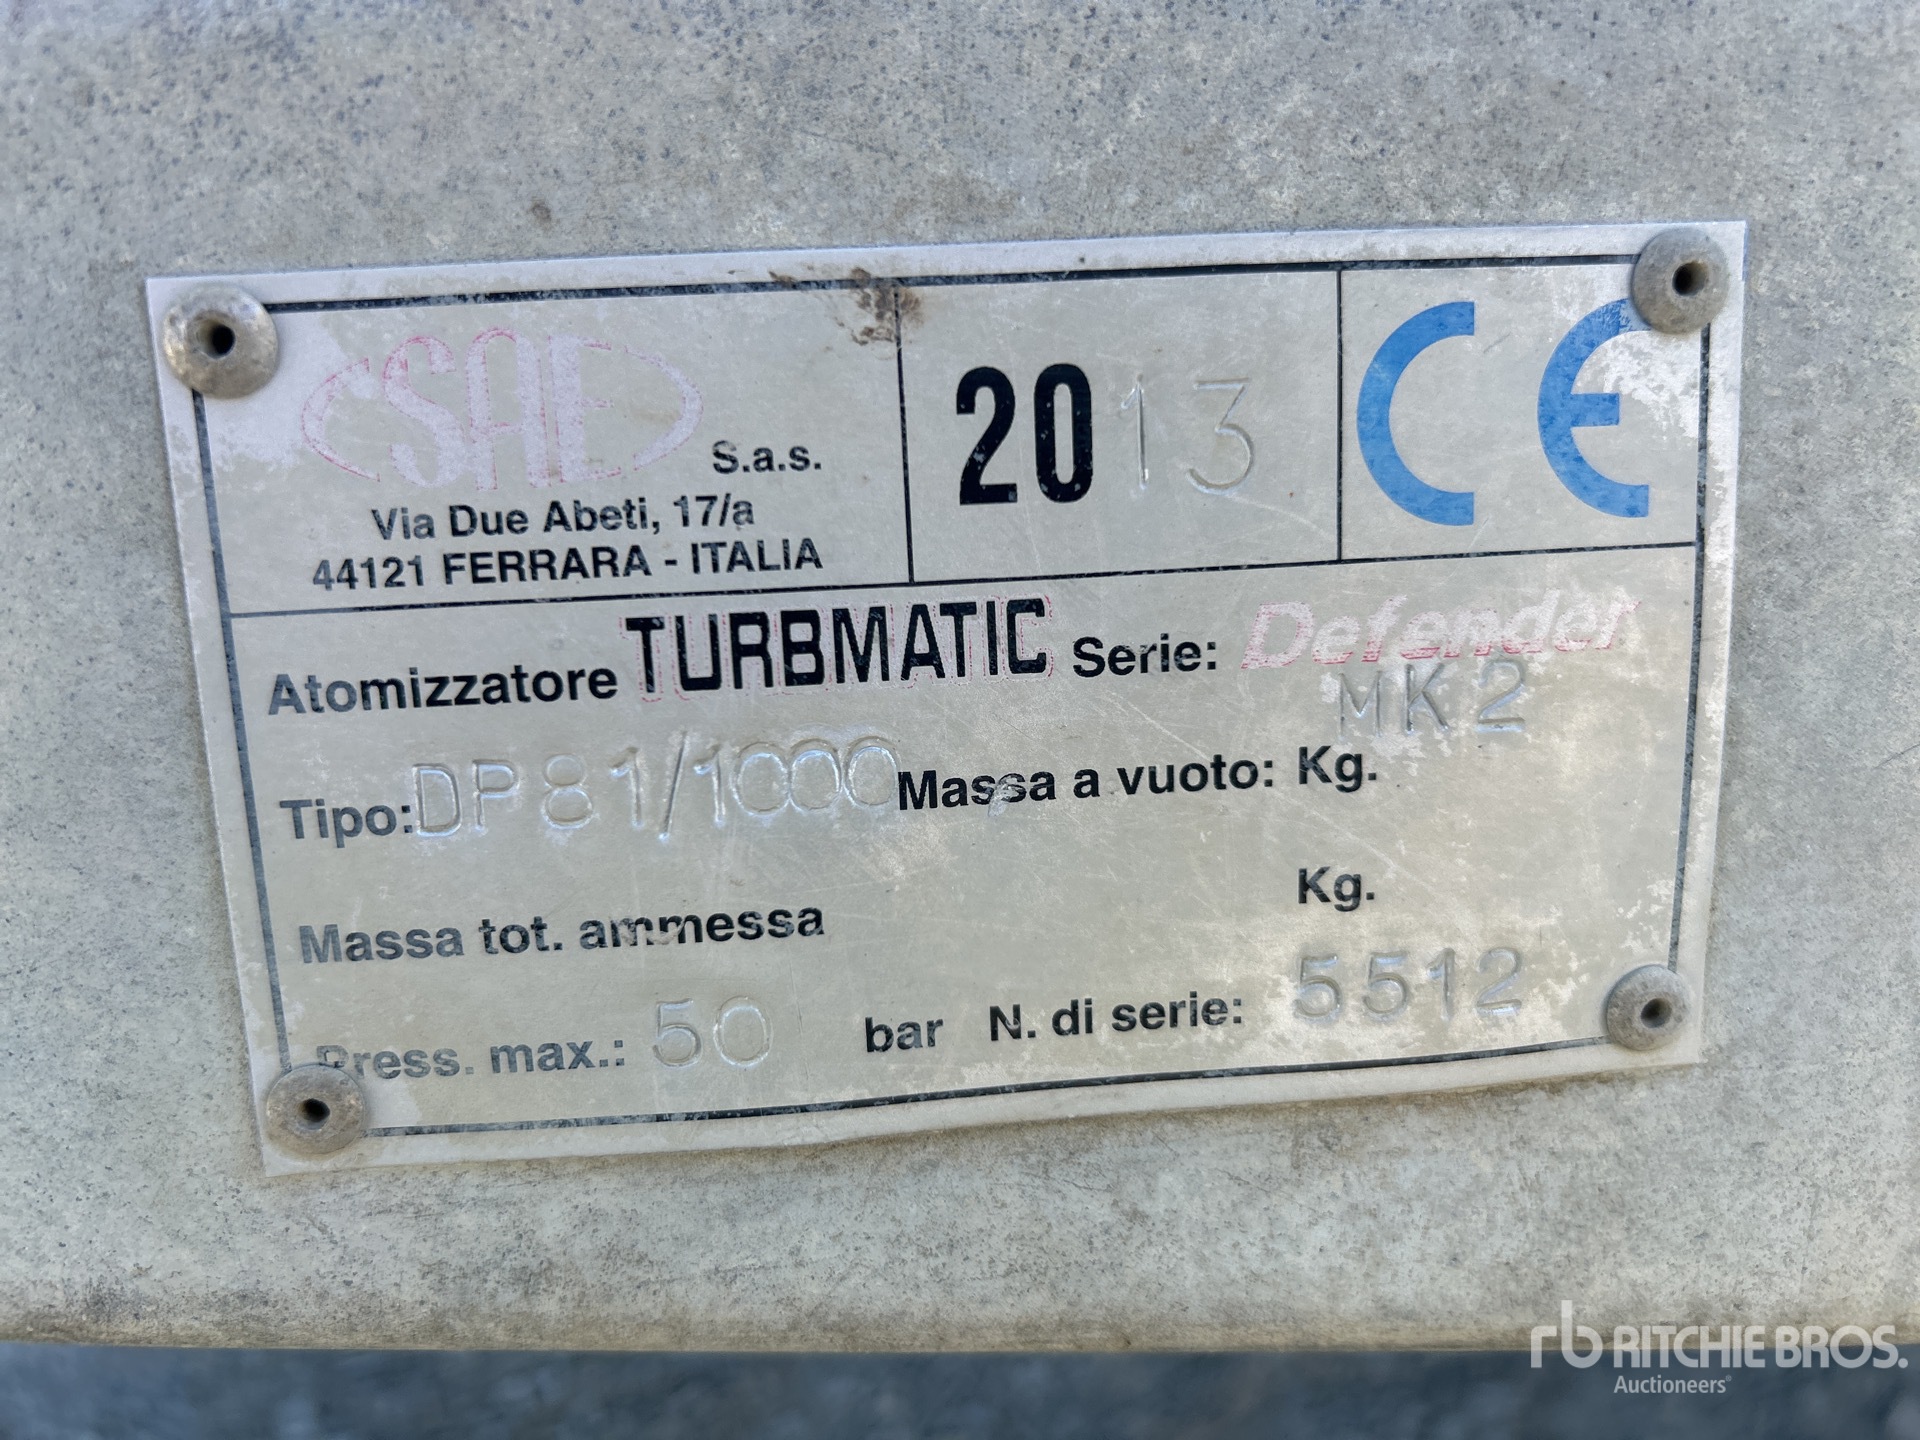 SAE S.a.s.
Via Due Abeti, 17/a
44121 FERRARA - ITALIA
2013
CE
Atomizzatore TURBMATIC Serie: Defender
MK2
Tipo: DP81/1000 Massa a vuoto: Kg.
Massa tot. ammessa Kg.
Press. max.: 50 bar N. di serie: 5512
rb RITCHIE BROS.
Auctioneers